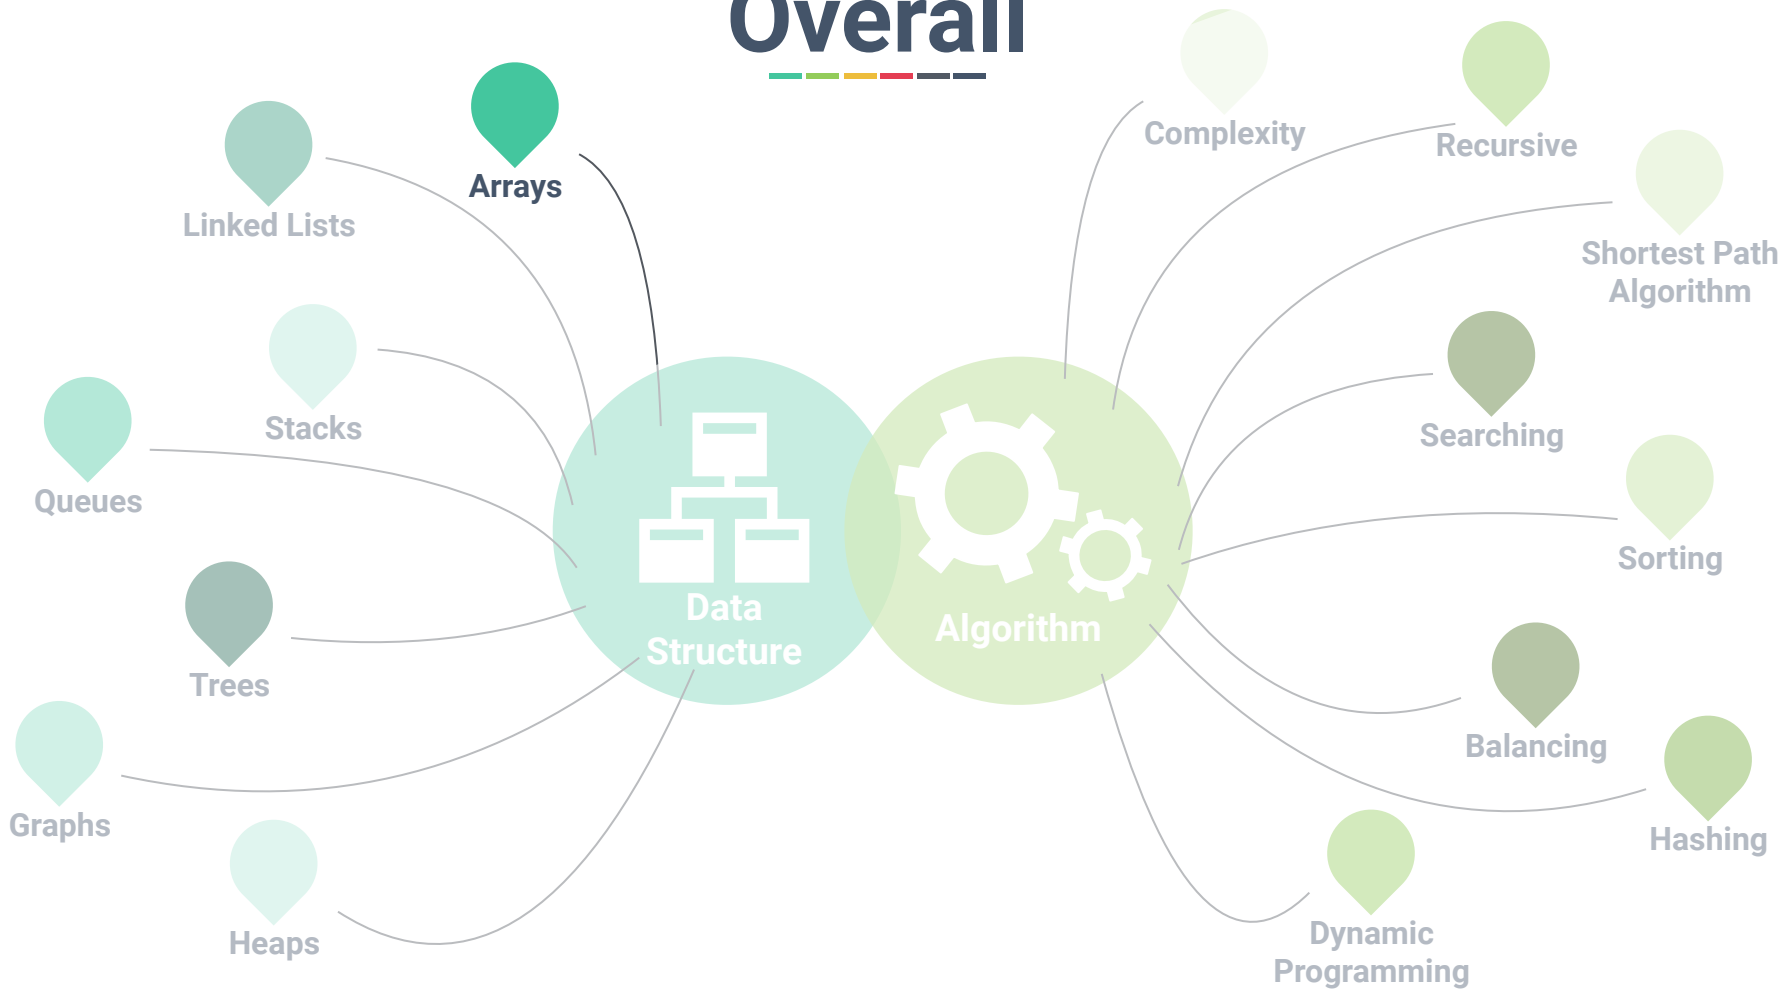 Overall
Arrays
Linked Lists
Stacks
Queues
Trees
Graphs
Heaps
Data
Structure
Algorithm
Complexity
Recursive
Shortest Path
Algorithm
Searching
Sorting
Balancing
Hashing
Dynamic
Programming